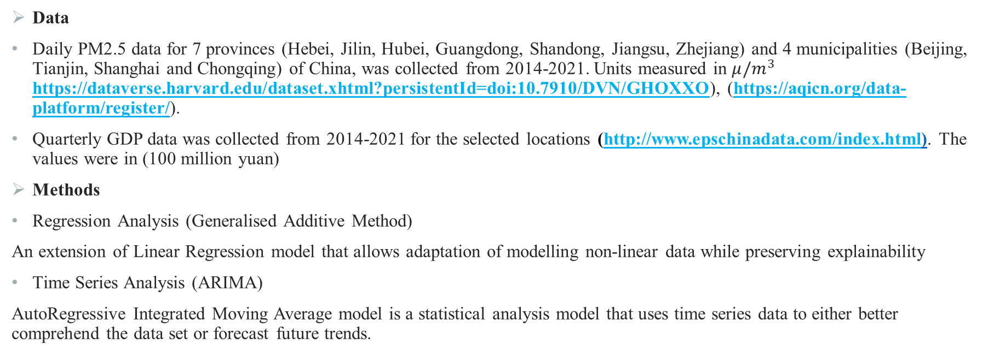 ➢ Data
• Daily PM2.5 data for 7 provinces (Hebei, Jilin, Hubei, Guangdong, Shandong, Jiangsu, Zhejiang) and 4 municipalities (Beijing,
Tianjin, Shanghai and Chongqing) of China, was collected from 2014-2021. Units measured in μ/m³
https://dataverse.harvard.edu/dataset.xhtml?persistentId=doi:10.7910/DVN/GHOXXO), (https://aqicn.org/data-
platform/register/).
• Quarterly GDP data was collected from 2014-2021 for the selected locations (http://www.epschinadata.com/index.html). The
values were in (100 million yuan)
➢ Methods
• Regression Analysis (Generalised Additive Method)
An extension of Linear Regression model that allows adaptation of modelling non-linear data while preserving explainability
• Time Series Analysis (ARIMA)
AutoRegressive Integrated Moving Average model is a statistical analysis model that uses time series data to either better
comprehend the data set or forecast future trends.